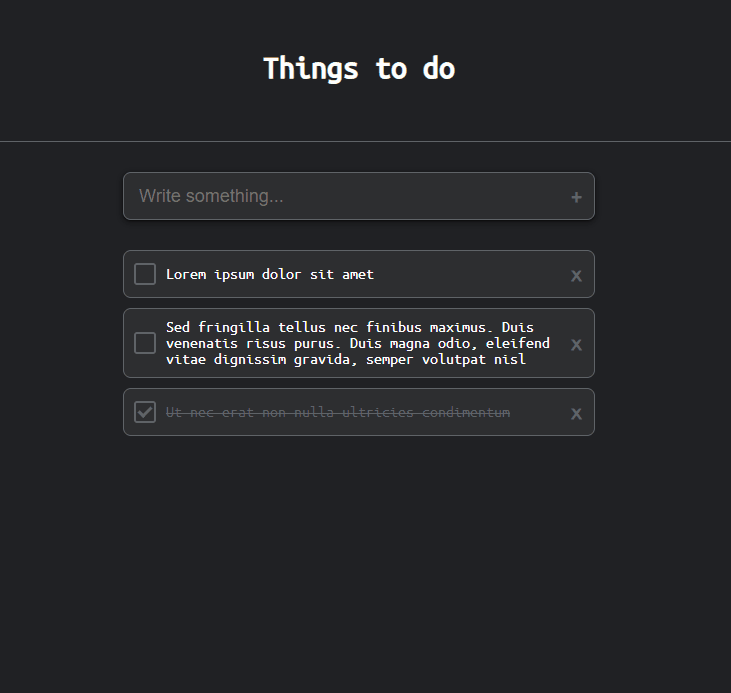 Things to do
Write something...
+
Lorem ipsum dolor sit amet
x
Sed fringilla tellus nec finibus maximus. Duis
venenatis risus purus. Duis magna odio, eleifend
vitae dignissim gravida, semper volutpat nisl
x
Ut nec erat non nulla ultricies condimentum
x